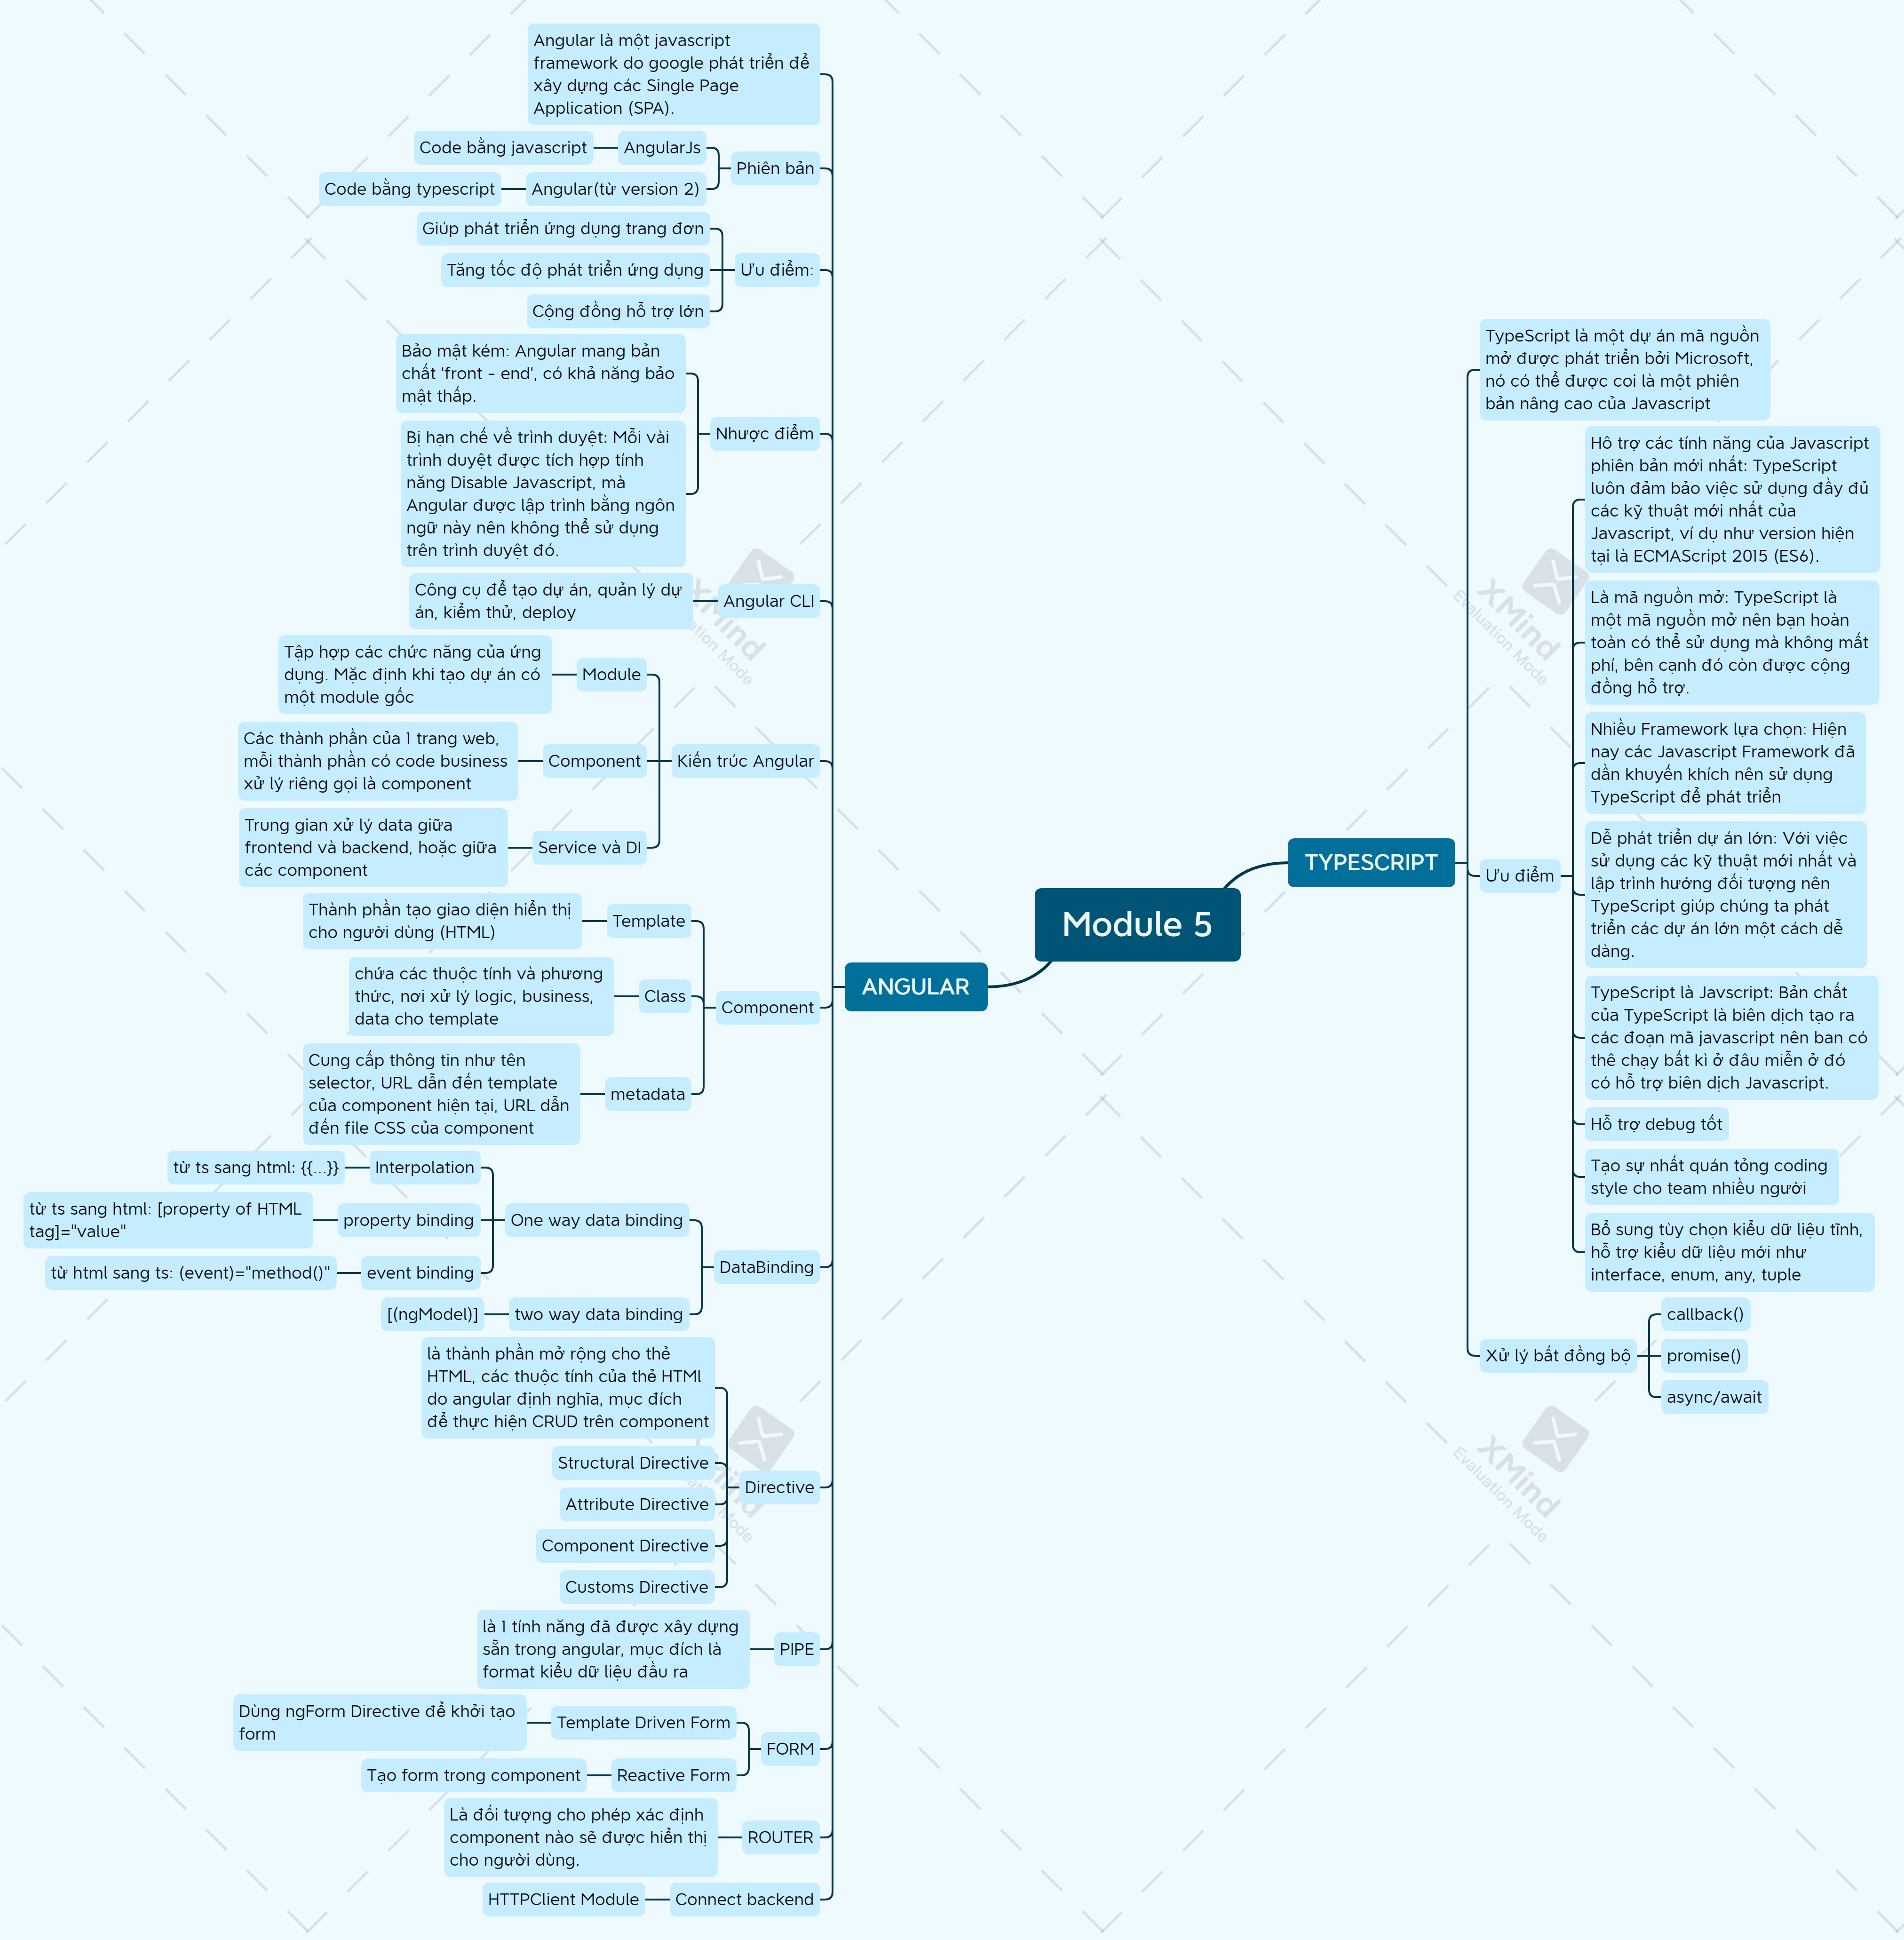 Module 5
TYPESCRIPT
TypeScript là một dự án mã nguồn
mở được phát triển bởi Microsoft,
nó có thể được coi là một phiên
bản nâng cao của Javascript
Ưu điểm
Hô trợ các tính năng của Javascript
phiên bản mới nhất: TypeScript
luôn đảm bảo việc sử dụng đầy đủ
các kỹ thuật mới nhất của
Javascript, ví dụ như version hiện
tại là ECMAScript 2015 (ES6).
Là mã nguồn mở: TypeScript là
một mã nguồn mở nên bạn hoàn
toàn có thể sử dụng mà không mất
phí, bên cạnh đó còn được cộng
đồng hỗ trợ.
Nhiều Framework lựa chọn: Hiện
nay các Javascript Framework đã
dần khuyến khích nên sử dụng
TypeScript để phát triển
Dễ phát triển dự án lớn: Với việc
sử dụng các kỹ thuật mới nhất và
lập trình hướng đối tượng nên
TypeScript giúp chúng ta phát
triển các dự án lớn một cách dễ
dàng.
TypeScript là Javscript: Bản chất
của TypeScript là biên dịch tạo ra
các đoạn mã javascript nên ban có
thê chạy bất kì ở đâu miễn ở đó
có hỗ trợ biên dịch Javascript.
Hỗ trợ debug tốt
Tạo sự nhất quán tỏng coding
style cho team nhiều người
Bổ sung tùy chọn kiểu dữ liệu tĩnh,
hỗ trợ kiểu dữ liệu mới như
interface, enum, any, tuple
Xử lý bất đồng bộ
callback()
promise()
async/await
ANGULAR
Angular là một javascript
framework do google phát triển để
xây dựng các Single Page
Application (SPA).
Phiên bản
AngularJs
Code bằng javascript
Angular(từ version 2)
Code bằng typescript
Ưu điểm:
Giúp phát triển ứng dụng trang đơn
Tăng tốc độ phát triển ứng dụng
Cộng đồng hỗ trợ lớn
Nhược điểm
Bảo mật kém: Angular mang bản
chất ‘front - end’, có khả năng bảo
mật thấp.
Bị hạn chế về trình duyệt: Mỗi vài
trình duyệt được tích hợp tính
năng Disable Javascript, mà
Angular được lập trình bằng ngôn
ngữ này nên không thể sử dụng
trên trình duyệt đó.
Angular CLI
Công cụ để tạo dự án, quản lý dự
án, kiểm thử, deploy
Kiến trúc Angular
Module
Tập hợp các chức năng của ứng
dụng. Mặc định khi tạo dự án có
một module gốc
Component
Các thành phần của 1 trang web,
mỗi thành phần có code business
xử lý riêng gọi là component
Service và DI
Trung gian xử lý data giữa
frontend và backend, hoặc giữa
các component
Component
Template
Thành phần tạo giao diện hiển thị
cho người dùng (HTML)
Class
chứa các thuộc tính và phương
thức, nơi xử lý logic, business,
data cho template
metadata
Cung cấp thông tin như tên
selector, URL dẫn đến template
của component hiện tại, URL dẫn
đến file CSS của component
DataBinding
One way data binding
Interpolation
từ ts sang html: {{...}}
property binding
từ ts sang html: [property of HTML
tag]="value"
event binding
từ html sang ts: (event)="method()"
two way data binding
[(ngModel)]
Directive
là thành phần mở rộng cho thẻ
HTML, các thuộc tính của thẻ HTMl
do angular định nghĩa, mục đích
để thực hiện CRUD trên component
Structural Directive
Attribute Directive
Component Directive
Customs Directive
PIPE
là 1 tính năng đã được xây dựng
sẵn trong angular, mục đích là
format kiểu dữ liệu đầu ra
FORM
Template Driven Form
Dùng ngForm Directive để khởi tạo
form
Reactive Form
Tạo form trong component
ROUTER
Là đối tượng cho phép xác định
component nào sẽ được hiển thị
cho người dùng.
Connect backend
HTTPClient Module
XMind
Evaluation Mode
XMind
Evaluation Mode